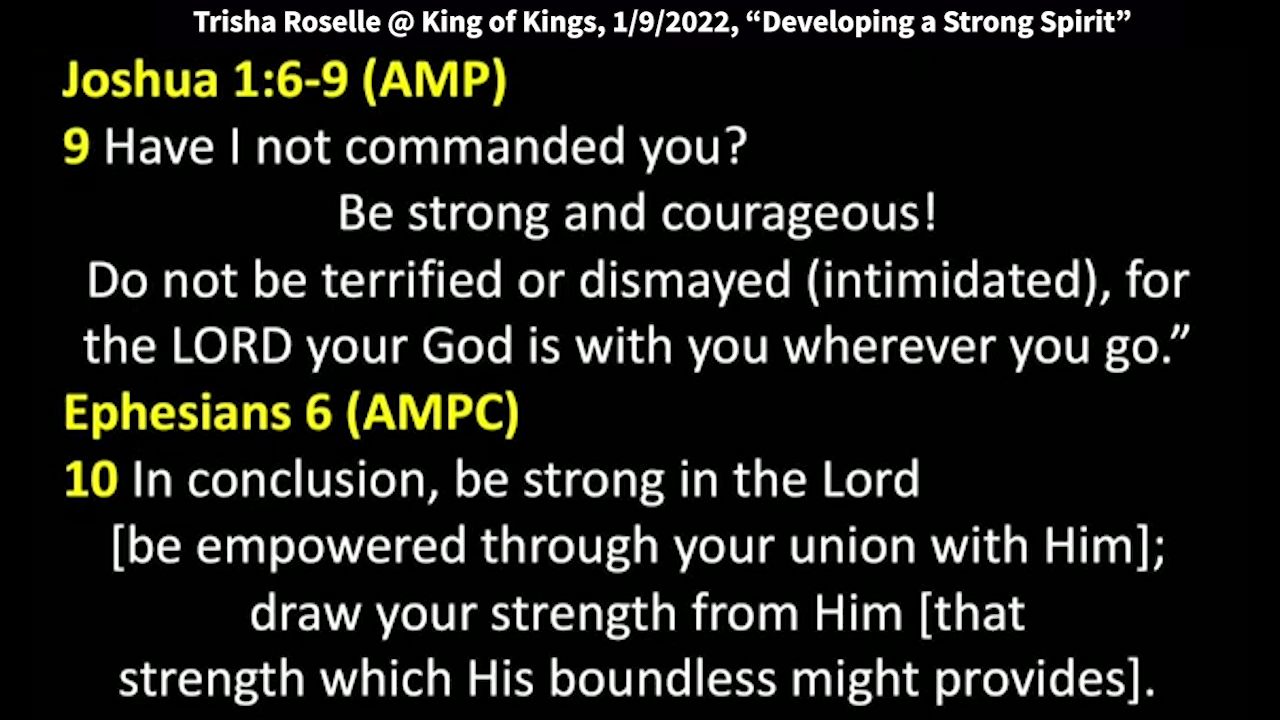 Trisha Roselle @ King of Kings, 1/9/2022, “Developing a Strong Spirit”
Joshua 1:6-9 (AMP)
9 Have I not commanded you?
Be strong and courageous!
Do not be terrified or dismayed (intimidated), for
the LORD your God is with you wherever you go.”
Ephesians 6 (AMPC)
10 In conclusion, be strong in the Lord
[be empowered through your union with Him];
draw your strength from Him [that
strength which His boundless might provides].